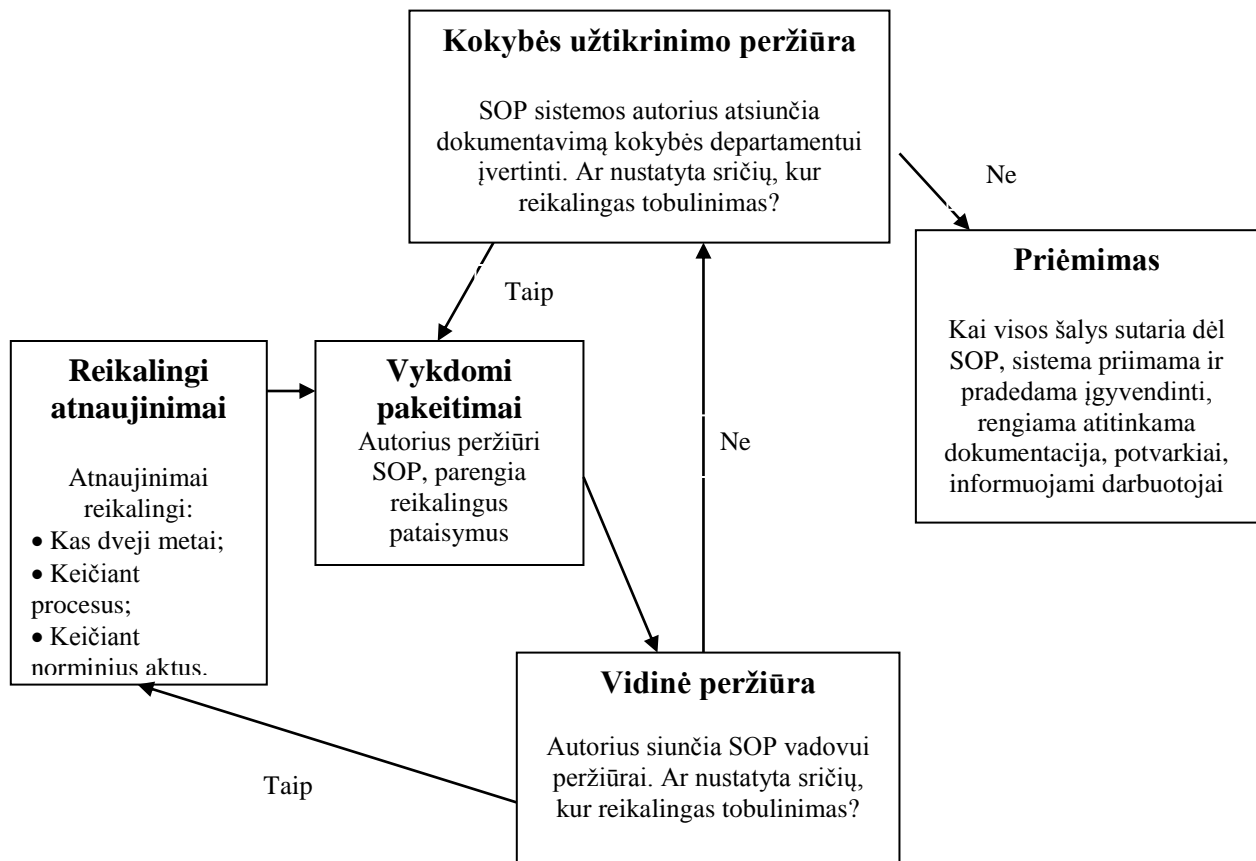 Kokybės užtikrinimo peržiūra
SOP sistemos autorius atsiunčia
dokumentavimą kokybės departamentui
įvertinti. Ar nustatyta sričių, kur
reikalingas tobulinimas?
Ne
Priėmimas
Kai visos šalys sutaria dėl
SOP, sistema priimama ir
pradedama įgyvendinti,
rengiama atitinkama
dokumentacija, potvarkiai,
informuojami darbuotojai
Taip
Reikalingi
atnaujinimai
Atnaujinimai
reikalingi:
• Kas dveji metai;
• Keičiant
procesus;
• Keičiant
norminius aktus.
Vykdomi
pakeitimai
Autorius peržiūri
SOP, parengia
reikalingus
pataisymus
Ne
Vidinė peržiūra
Autorius siunčia SOP vadovui
peržiūrai. Ar nustatyta sričių,
kur reikalingas tobulinimas?
Taip